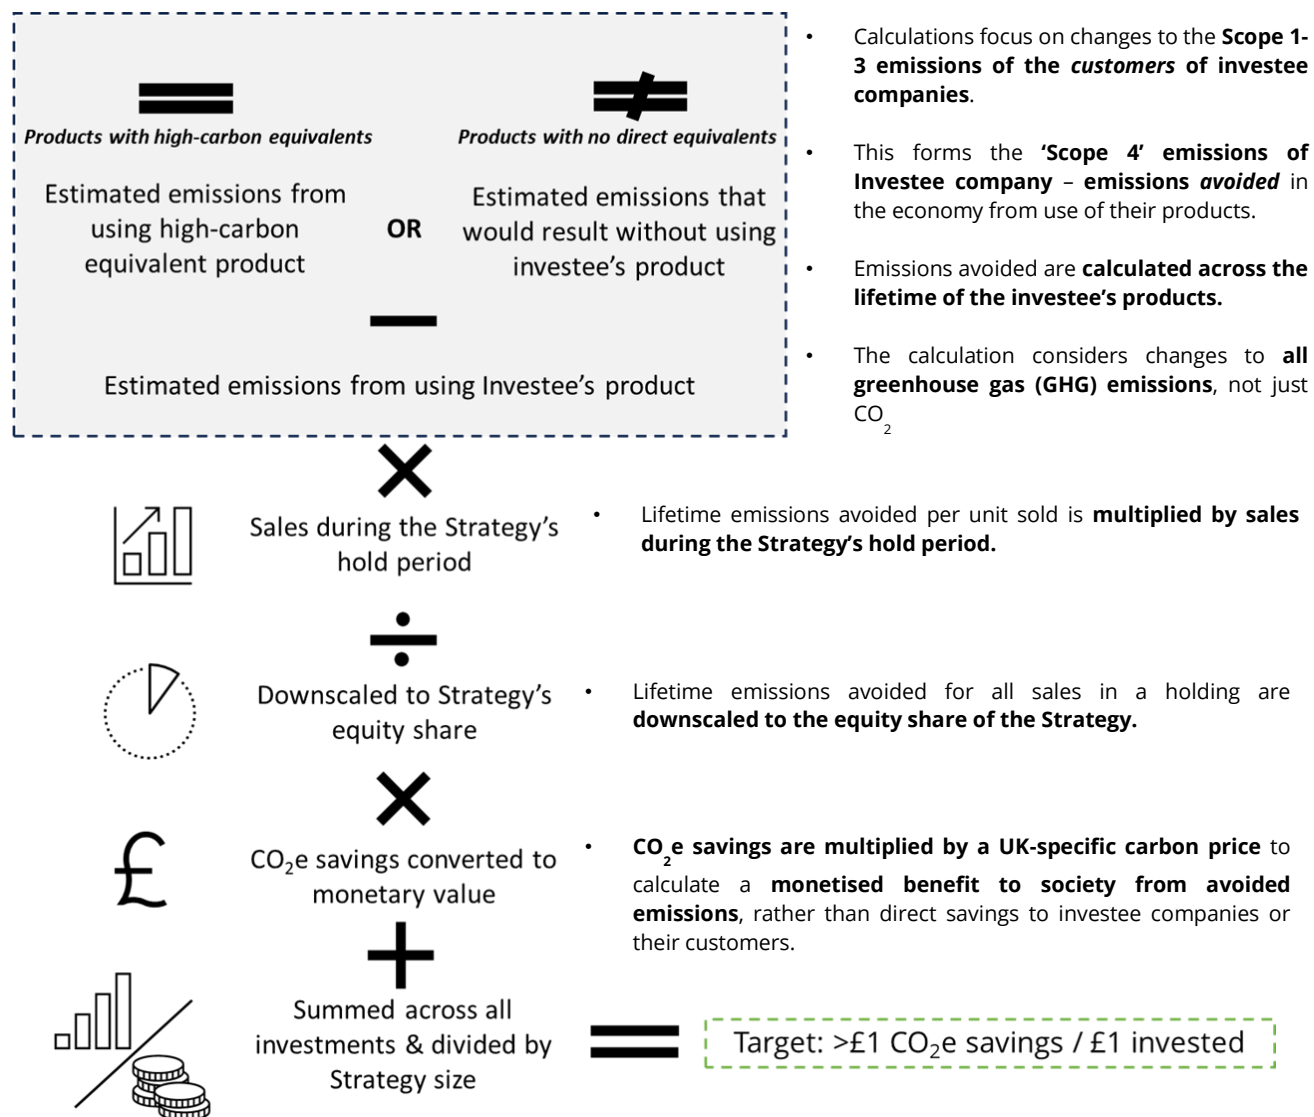 Products with high-carbon equivalents
Estimated emissions from
using high-carbon
equivalent product
OR
Products with no direct equivalents
Estimated emissions that
would result without using
investee’s product
Estimated emissions from using Investee’s product
• Calculations focus on changes to the Scope 1-
3 emissions of the customers of investee
companies.
• This forms the ‘Scope 4’ emissions of
Investee company – emissions avoided in
the economy from use of their products.
• Emissions avoided are calculated across the
lifetime of the investee’s products.
• The calculation considers changes to all
greenhouse gas (GHG) emissions, not just
CO2
Sales during the Strategy’s
hold period
• Lifetime emissions avoided per unit sold is multiplied by sales
during the Strategy’s hold period.
Downscaled to Strategy’s
equity share
• Lifetime emissions avoided for all sales in a holding are
downscaled to the equity share of the Strategy.
£
CO2e savings converted to
monetary value
• CO2e savings are multiplied by a UK-specific carbon price to
calculate a monetised benefit to society from avoided
emissions, rather than direct savings to investee companies or
their customers.
Summed across all
investments & divided by
Strategy size
Target: >£1 CO2e savings / £1 invested